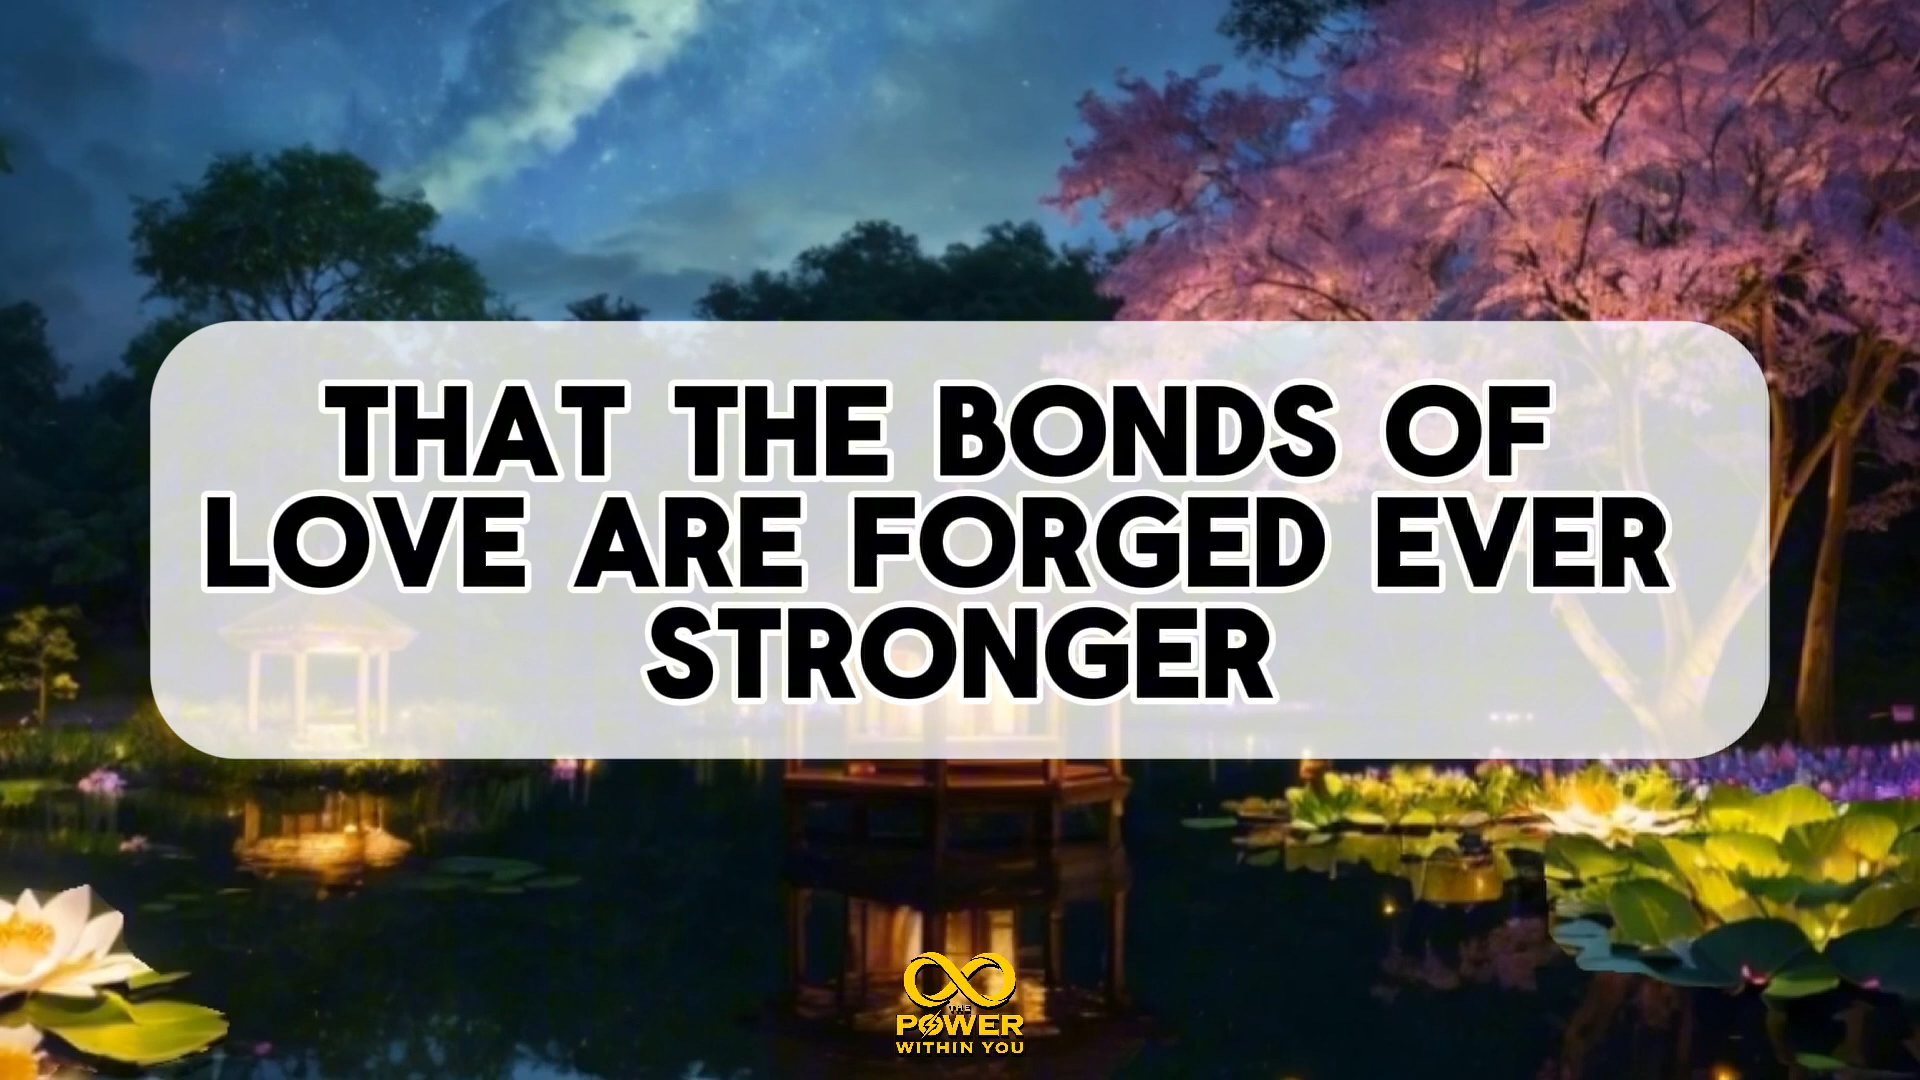 THAT THE BONDS OF
LOVE ARE FORGED EVER
STRONGER
THE
POWER
WITHIN YOU